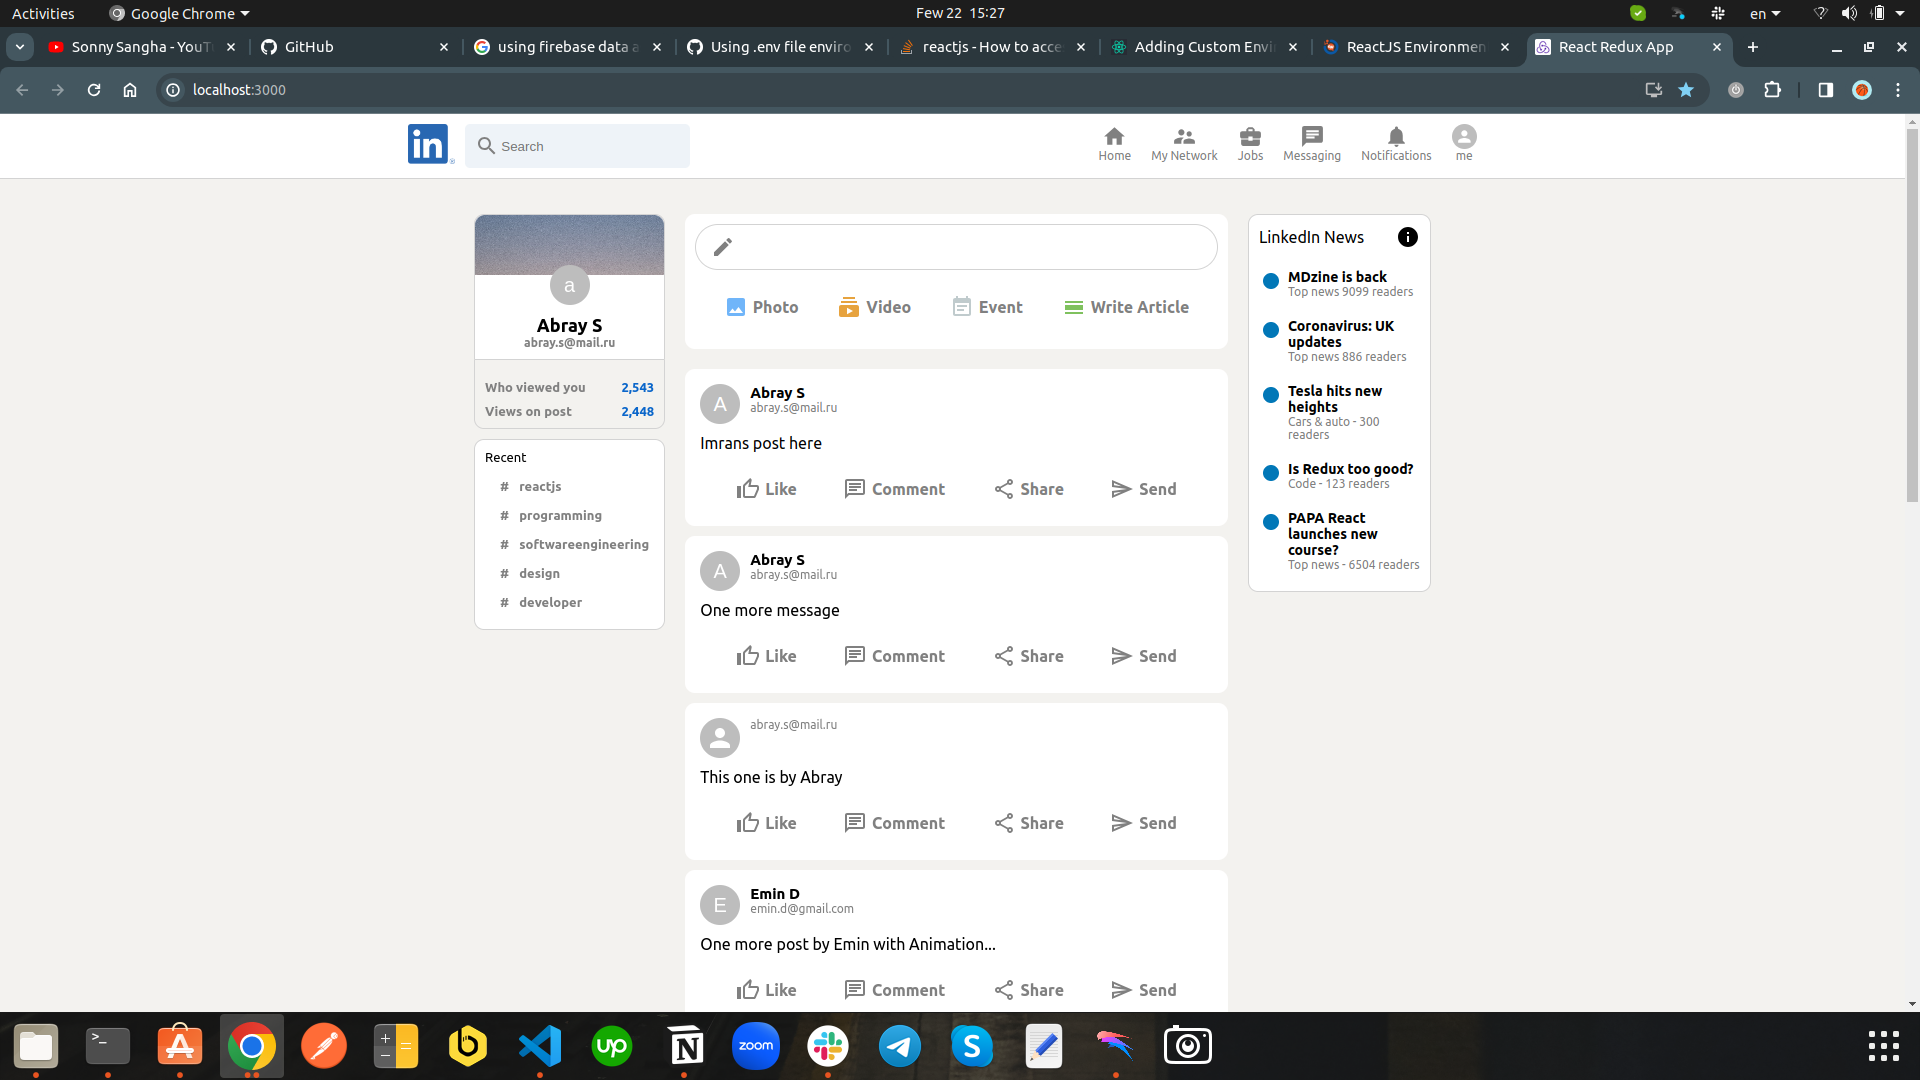 Activities
Google Chrome
Few 22 15:27
en
Sonny Sangha - YouT
GitHub
using firebase data a
Using .env file enviro
reactjs - How to acce
Adding Custom Envi
ReactJS Environmen
React Redux App
localhost:3000
in
Search
Home
My Network
Jobs
Messaging
Notifications
me
a
Abray S
abray.s@mail.ru
Who viewed you 2,543
Views on post 2,448
Recent
# reactjs
# programming
# softwareengineering
# design
# developer
Photo
Video
Event
Write Article
A
Abray S
abray.s@mail.ru
Imrans post here
Like Comment Share Send
A
Abray S
abray.s@mail.ru
One more message
Like Comment Share Send
abray.s@mail.ru
This one is by Abray
Like Comment Share Send
E
Emin D
emin.d@gmail.com
One more post by Emin with Animation...
Like Comment Share Send
LinkedIn News
MDzine is back
Top news 9099 readers
Coronavirus: UK
updates
Top news 886 readers
Tesla hits new
heights
Cars & auto - 300
readers
Is Redux too good?
Code - 123 readers
PAPA React
launches new
course?
Top news - 6504 readers
up
N
zoom
S